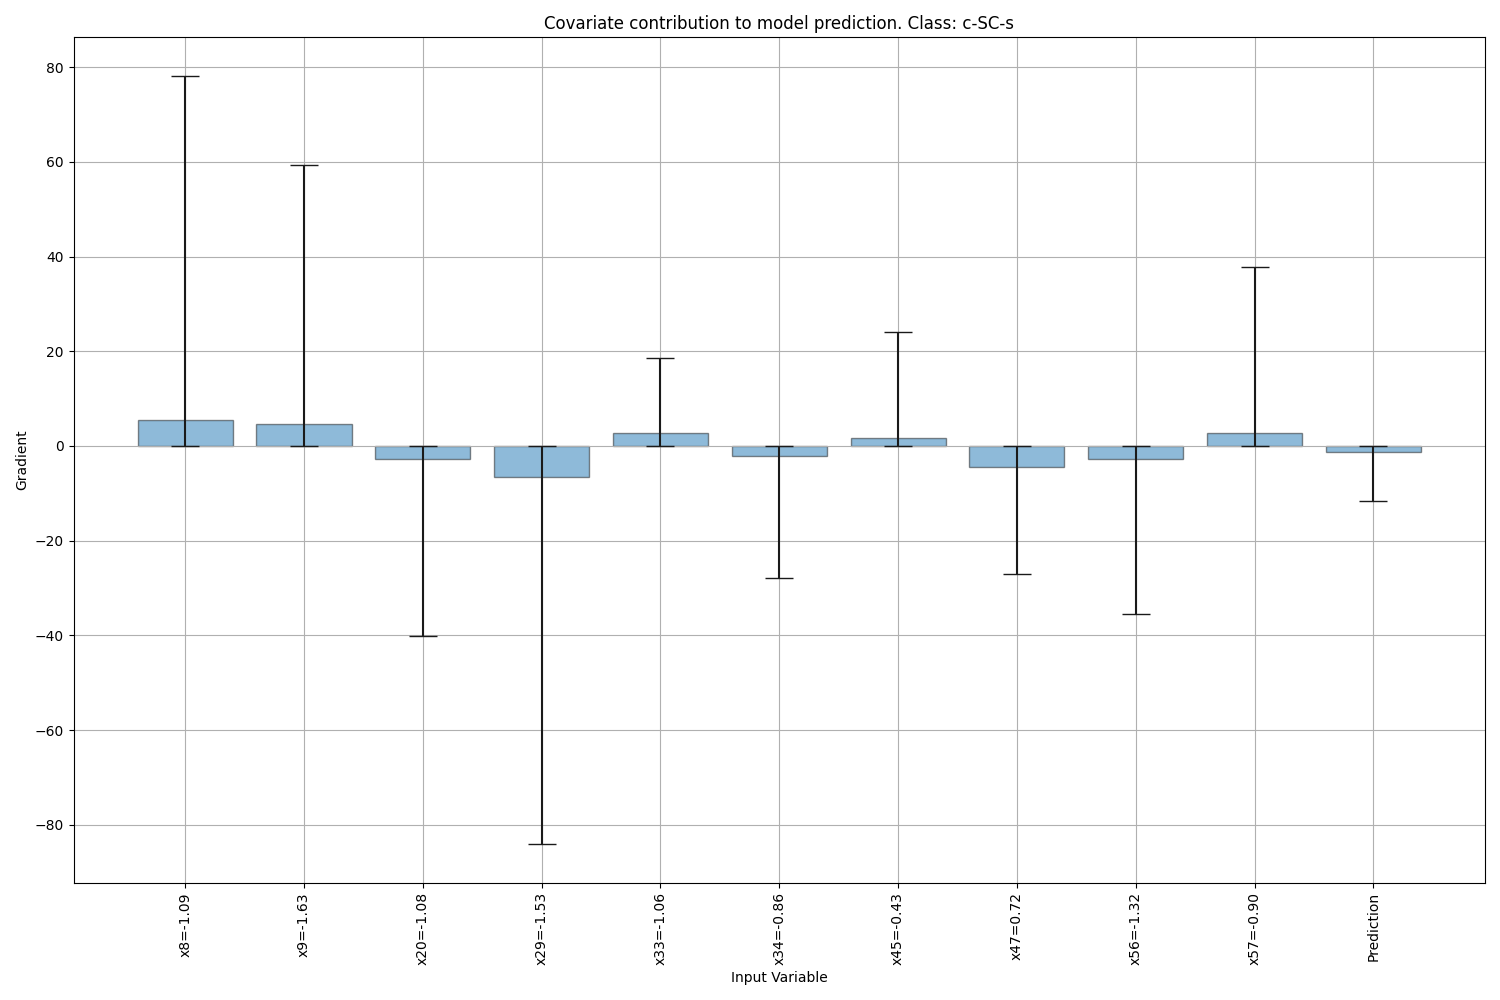 Covariate contribution to model prediction. Class: c-SC-s
Gradient
80
60
40
20
0
−20
−40
−60
−80
x8=-1.09
x9=-1.63
x20=-1.08
x29=-1.53
x33=-1.06
x34=-0.86
x45=-0.43
x47=0.72
x56=-1.32
x57=-0.90
Prediction
Input Variable